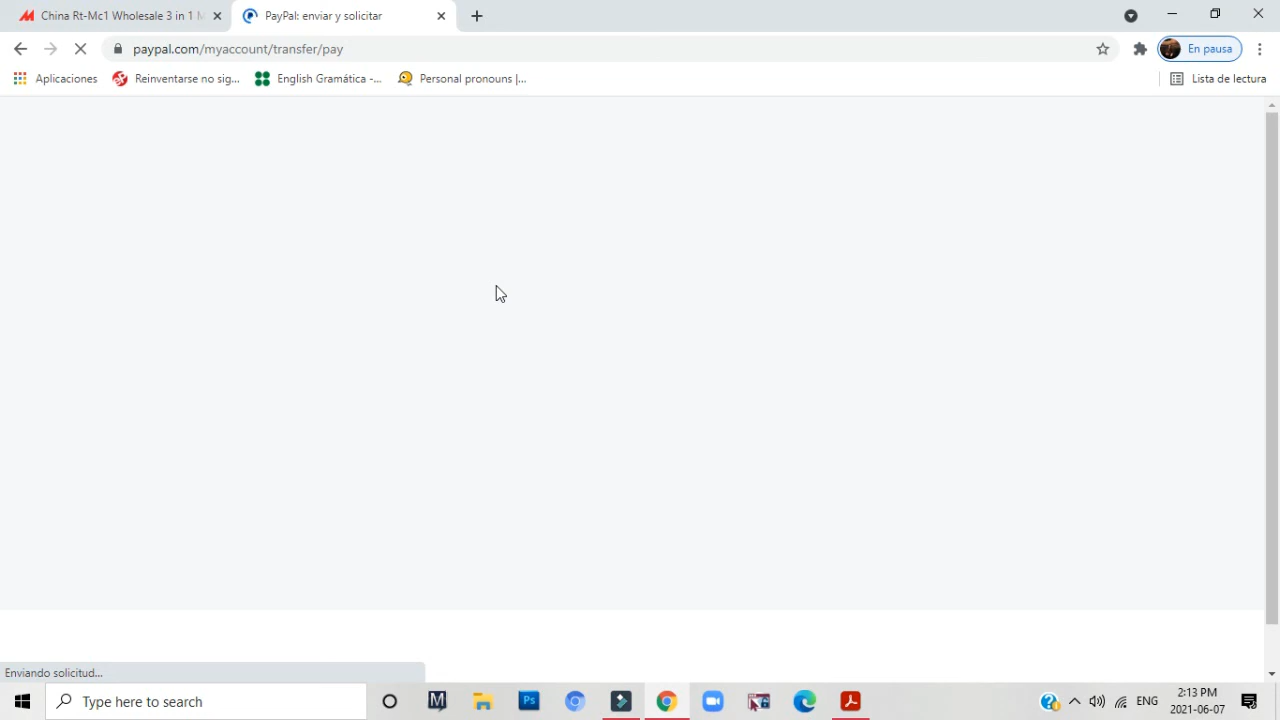 China Rt-Mc1 Wholesale 3 in 1 M
PayPal: enviar y solicitar
paypal.com/myaccount/transfer/pay
En pausa
Aplicaciones
Reinventarse no sig...
English Gramática -...
Personal pronouns |...
Lista de lectura
Enviando solicitud...
Type here to search
M
Ps
ENG
2:13 PM
2021-06-07